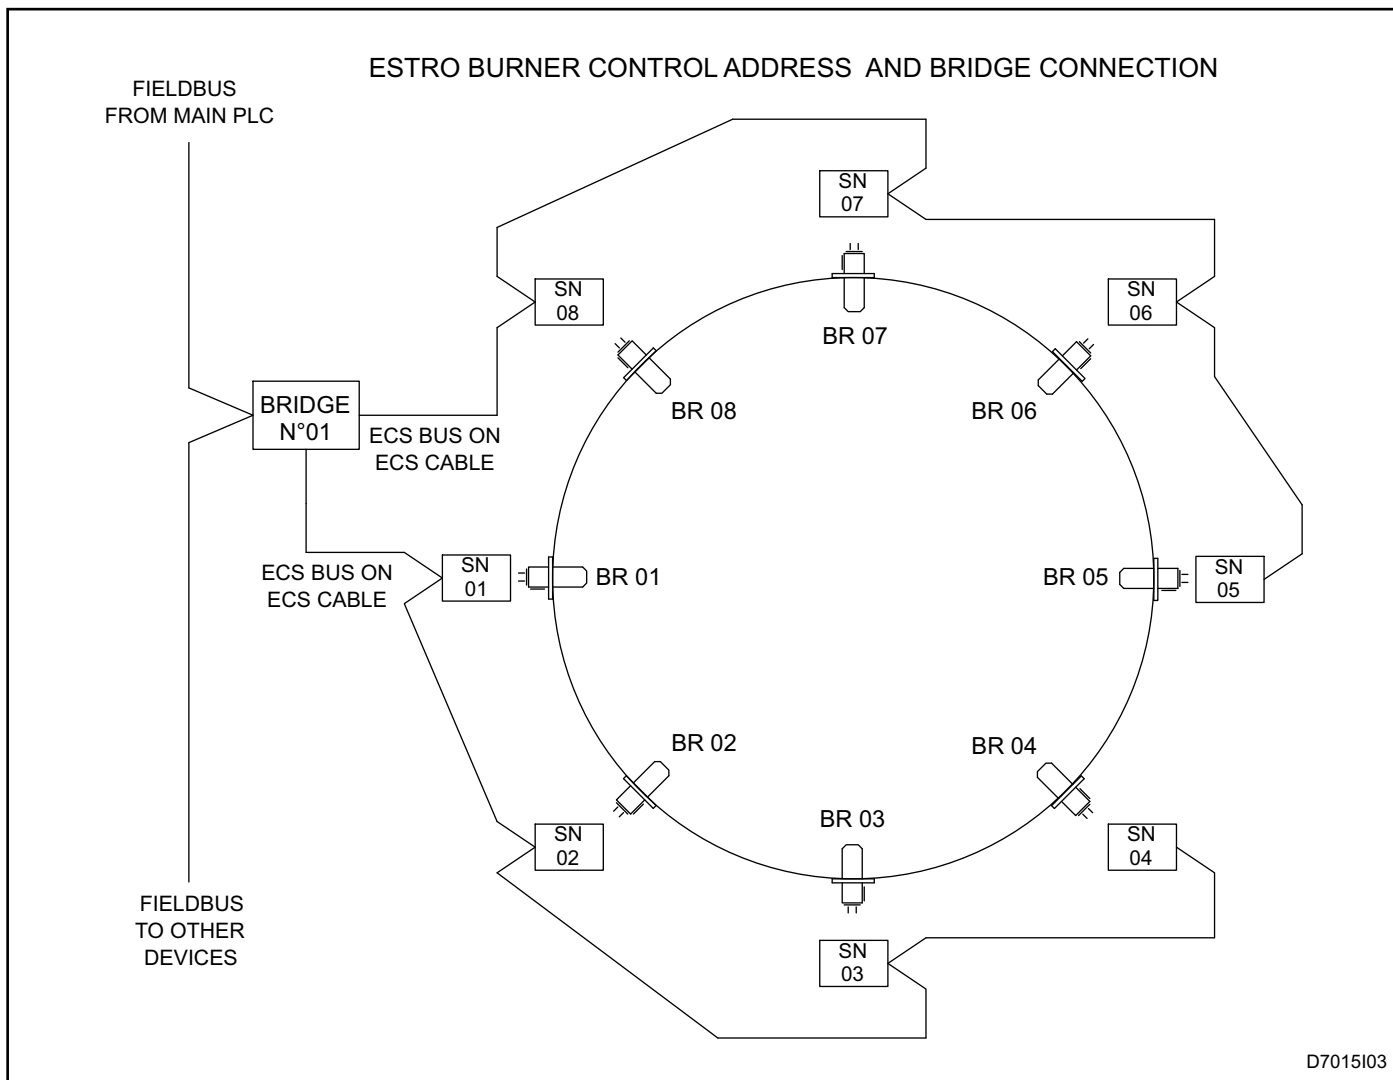 ESTRO BURNER CONTROL ADDRESS AND BRIDGE CONNECTION
FIELDBUS
FROM MAIN PLC
SN
07
SN
08
SN
06
BR 07
BR 08
BR 06
BRIDGE
N°01
ECS BUS ON
ECS CABLE
ECS BUS ON
ECS CABLE
SN
01
BR 01
BR 05
SN
05
BR 02
BR 04
BR 03
SN
02
SN
04
SN
03
FIELDBUS
TO OTHER
DEVICES
D7015I03